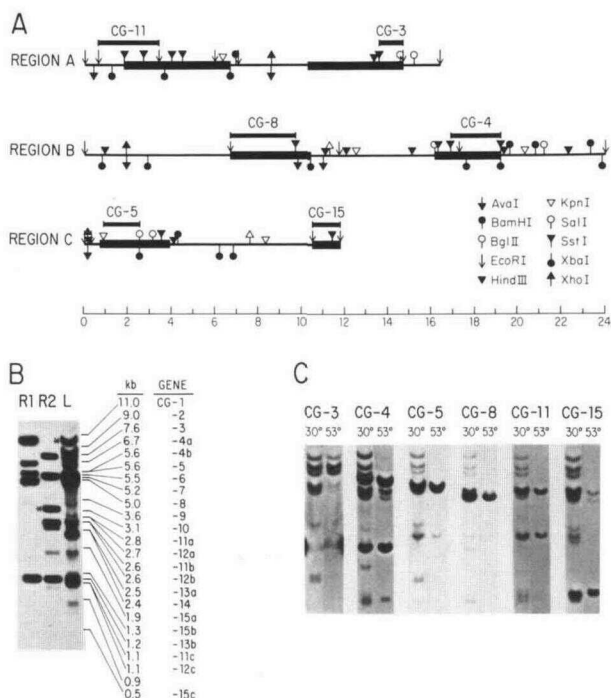 A
CG-11
CG-3
REGION A
CG-8
CG-4
REGION B
CG-5
CG-15
REGION C
AvaI
BamHI
BglII
EcoRI
HindIII
KpnI
SalI
SstI
XbaI
XhoI
0 2 4 6 8 10 12 14 16 18 20 22 24
B
R1 R2 L
kb GENE
11.0 CG-1
9.0 -2
7.6 -3
6.7 -4a
5.6 -4b
5.6 -5
5.5 -6
5.2 -7
5.0 -8
3.6 -9
3.1 -10
2.8 -11a
2.7 -12a
2.6 -11b
2.6 -12b
2.5 -13a
2.4 -14
1.9 -15a
1.3 -15b
1.2 -13b
1.1 -11c
1.1 -12c
0.9
0.5 -15c
C
CG-3 CG-4 CG-5 CG-8 CG-11 CG-15
30° 53° 30° 53° 30° 53° 30° 53° 30° 53° 30° 53°